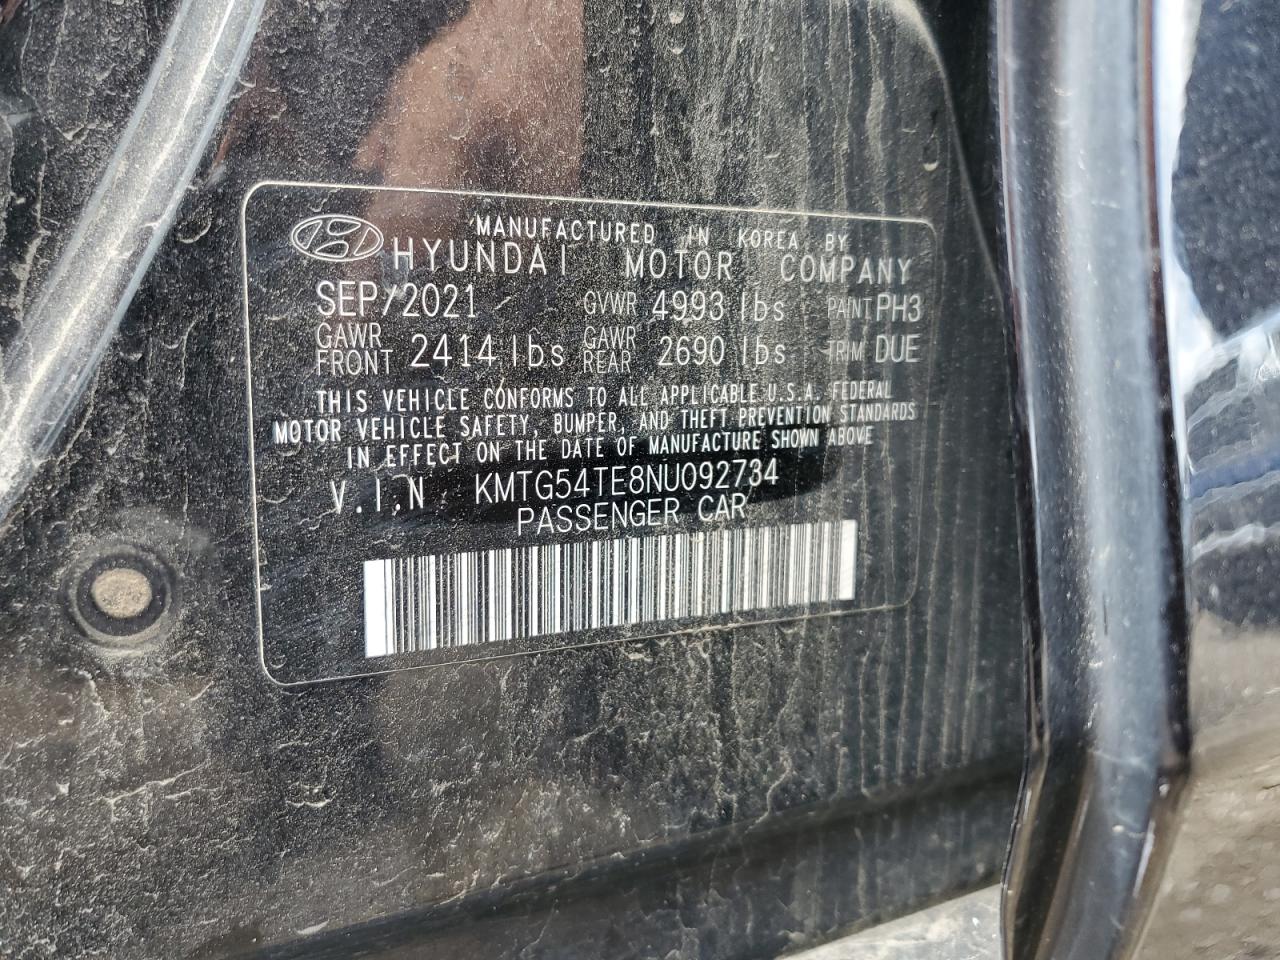 MANUFACTURED IN KOREA BY
HYUNDAI MOTOR COMPANY
SEP/2021 GVWR 4993 lbs PAINT PH3
GAWR FRONT 2414 lbs GAWR REAR 2690 lbs TRIM DUE
THIS VEHICLE CONFORMS TO ALL APPLICABLE U.S.A. FEDERAL
MOTOR VEHICLE SAFETY, BUMPER, AND THEFT PREVENTION STANDARDS
IN EFFECT ON THE DATE OF MANUFACTURE SHOWN ABOVE
V.I.N KMTG54TE8NU092734
PASSENGER CAR